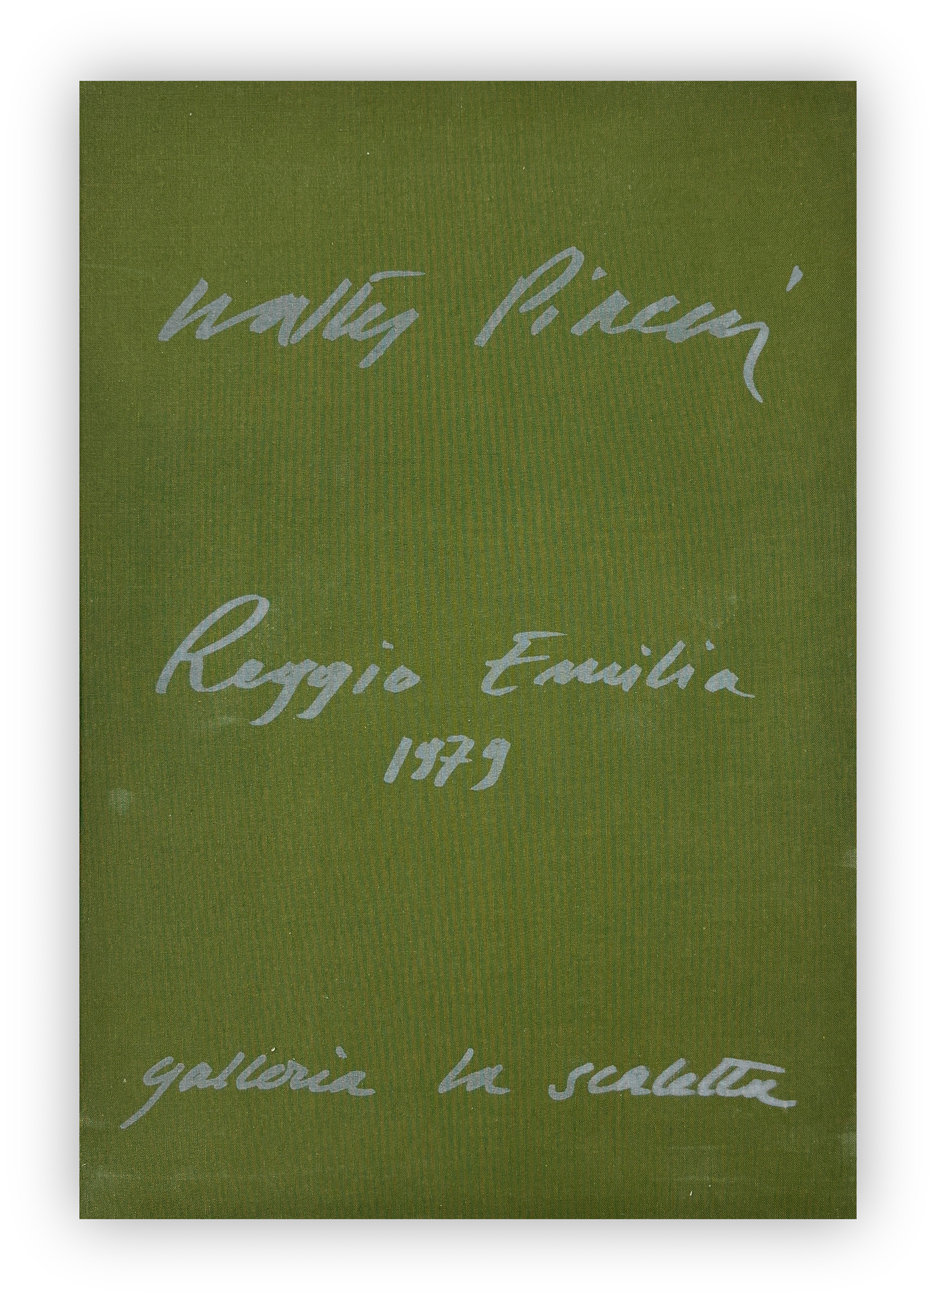 Walter Piacesi
Reggio Emilia
1979
galleria la scaletta